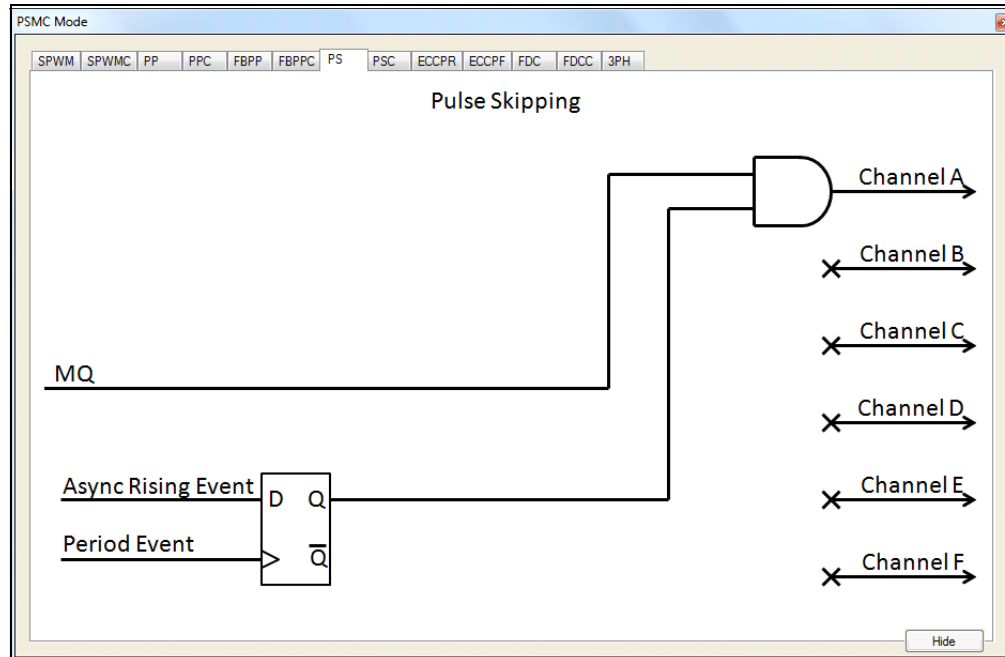 PSMC Mode
SPWM SPWMC PP PPC FBPP FBPPC PS PSC ECCPR ECCPF FDC FDCC 3PH
Pulse Skipping
Channel A
Channel B
Channel C
MQ
Channel D
Async Rising Event
D Q
Channel E
Period Event
Q
Channel F
Hide